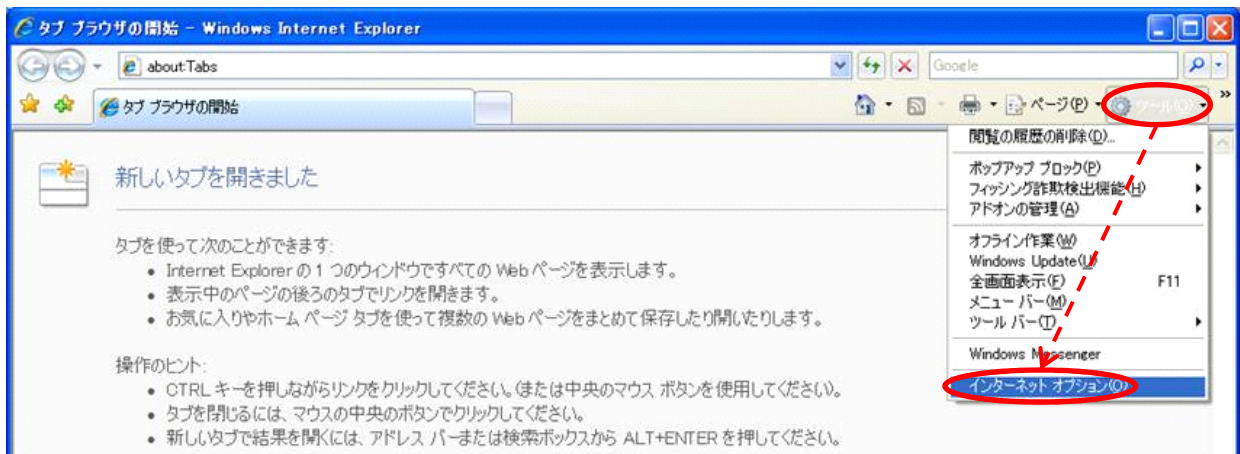 タブ ブラウザの開始 - Windows Internet Explorer
about:Tabs
Google
タブ ブラウザの開始
ページ(P)
ツール(O)
新しいタブを開きました
タブを使って次のことができます:
• Internet Explorer の 1 つのウィンドウですべての Web ページを表示します。
• 表示中のページの後ろのタブでリンクを開きます。
• お気に入りやホーム ページ タブを使って複数の Web ページをまとめて保存したり開いたりします。
操作のヒント:
• CTRL キーを押しながらリンクをクリックしてください。(または中央のマウス ボタンを使用してください)。
• タブを閉じるには、マウスの中央のボタンでクリックしてください。
• 新しいタブで結果を開くには、アドレス バーまたは検索ボックスから ALT+ENTER を押してください。
閲覧の履歴の削除(D)...
ポップアップ ブロック(P)
フィッシング詐欺検出機能(H)
アドオンの管理(A)
オフライン作業(W)
Windows Update(U)
全画面表示(F) F11
メニュー バー(M)
ツール バー(T)
Windows Messenger
インターネット オプション(O)